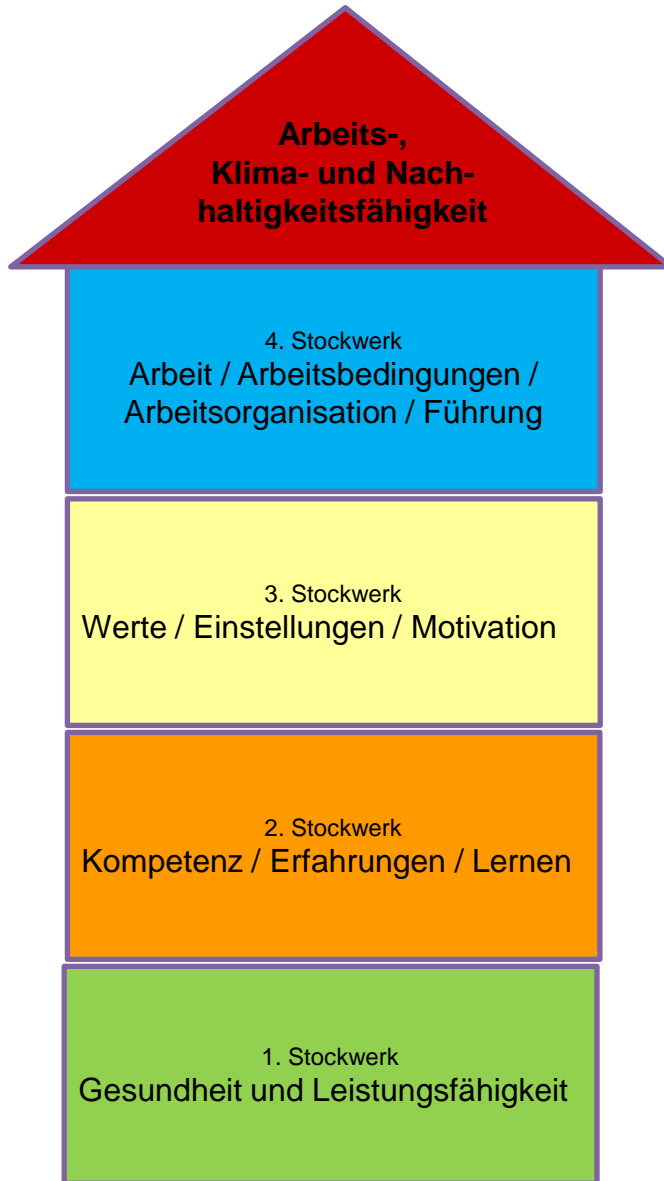 Arbeits-,
Klima- und Nach-
haltigkeitsfähigkeit
4. Stockwerk
Arbeit / Arbeitsbedingungen /
Arbeitsorganisation / Führung
3. Stockwerk
Werte / Einstellungen / Motivation
2. Stockwerk
Kompetenz / Erfahrungen / Lernen
1. Stockwerk
Gesundheit und Leistungsfähigkeit